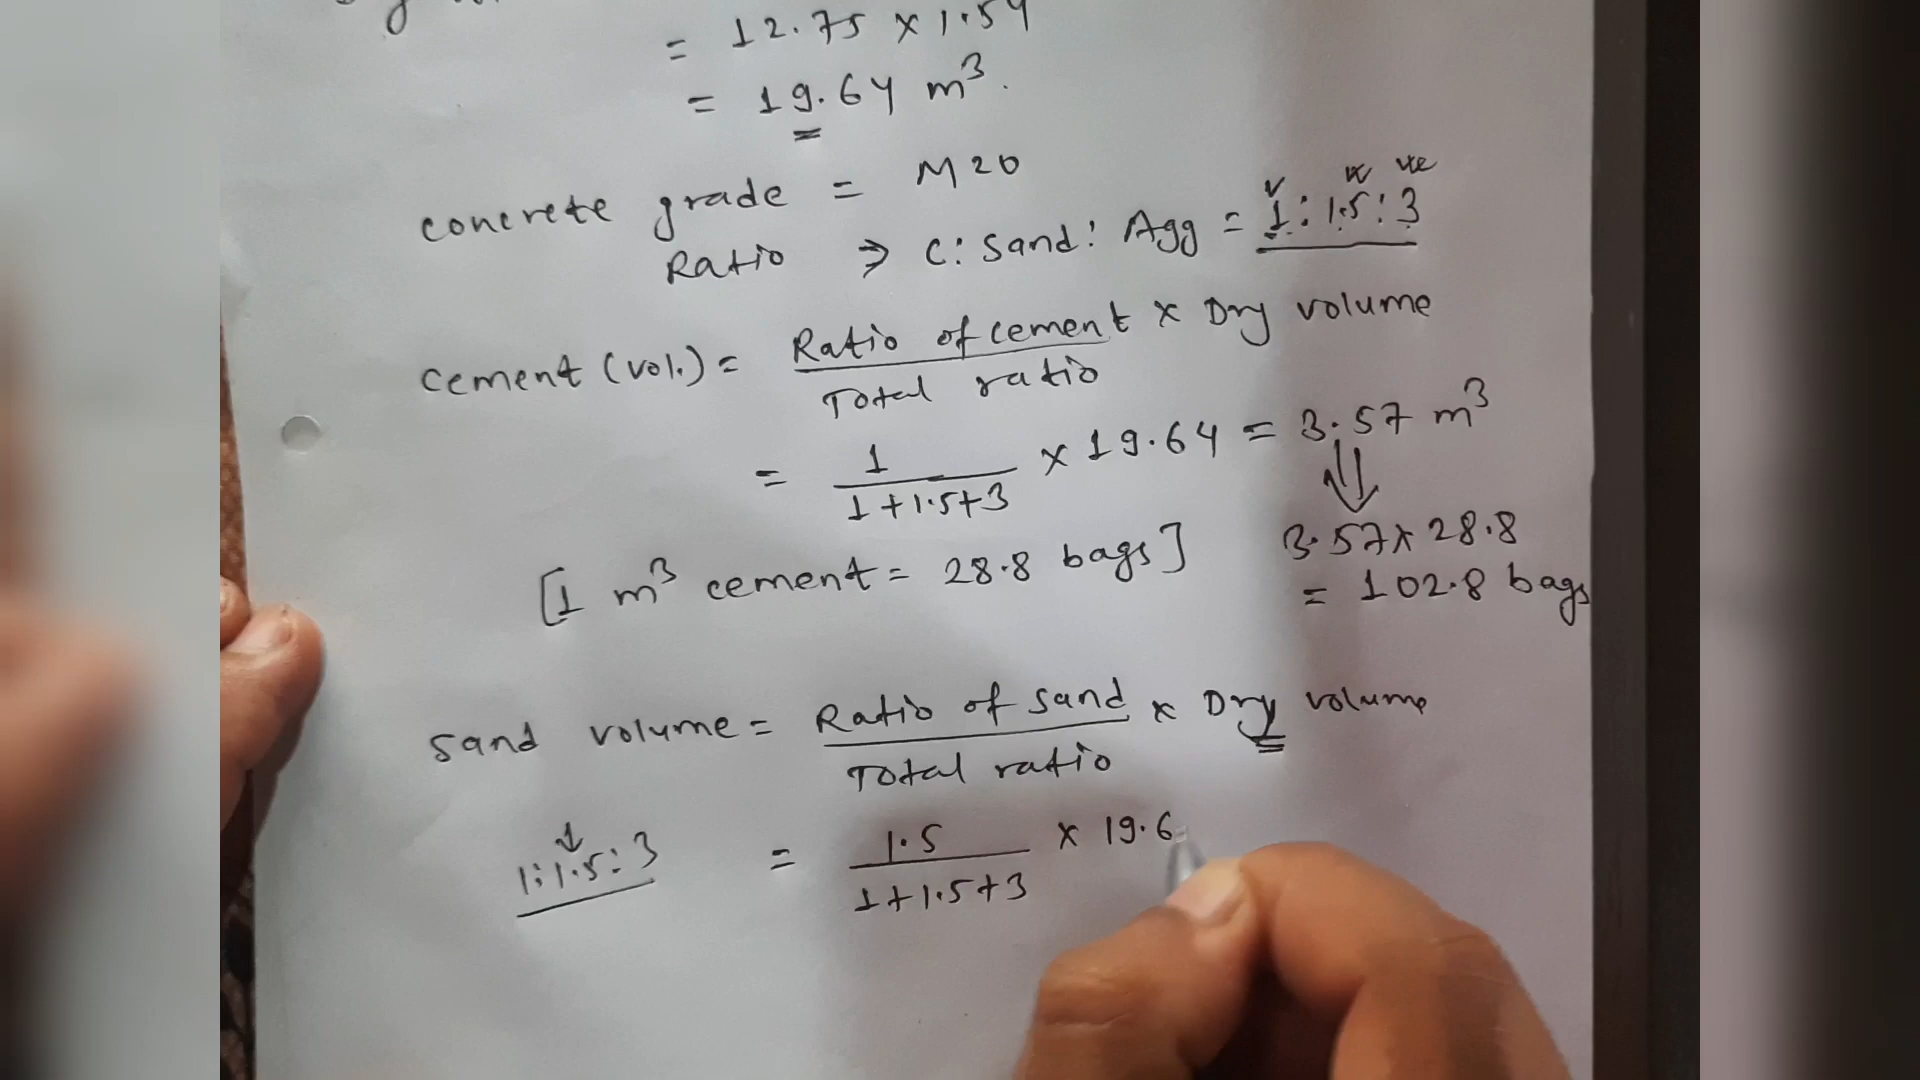 = 12.75 x 1.54
= 19.64 m³.
concrete grade = M20
Ratio ⇒ C: Sand: Agg = 1: 1.5: 3
cement (vol.) = Ratio of cement x Dry volume
Total ratio
= 1 x 19.64 = 3.57 m³
1+1.5+3
[1 m³ cement = 28.8 bags] 3.57x 28.8
= 102.8 bags
Sand volume = Ratio of sand x Dry volume
Total ratio
1:1.5:3 = 1.5 x 19.6
1+1.5+3